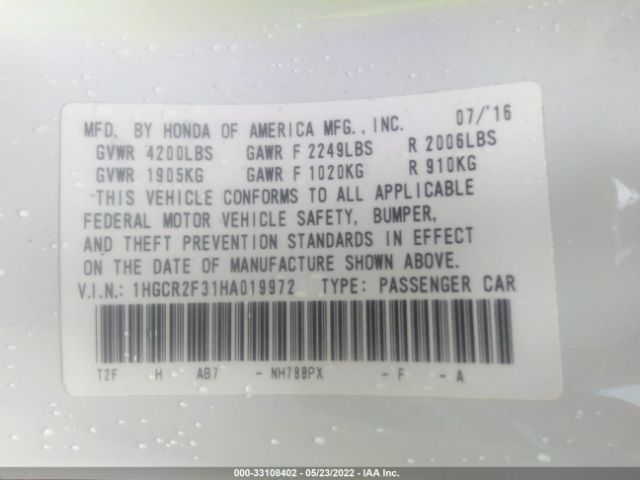 MFD. BY HONDA OF AMERICA MFG., INC. 07/'16
GVWR 4200LBS GAWR F 2249LBS R 2006LBS
GVWR 1905KG GAWR F 1020KG R 910KG
THIS VEHICLE CONFORMS TO ALL APPLICABLE
FEDERAL MOTOR VEHICLE SAFETY, BUMPER,
AND THEFT PREVENTION STANDARDS IN EFFECT
ON THE DATE OF MANUFACTURE SHOWN ABOVE.
V.I.N.: 1HGCR2F31HA019972 TYPE: PASSENGER CAR
T2F H AB7 - NH788PX - F - A
000-33108402 - 05/23/2022 - IAA Inc.